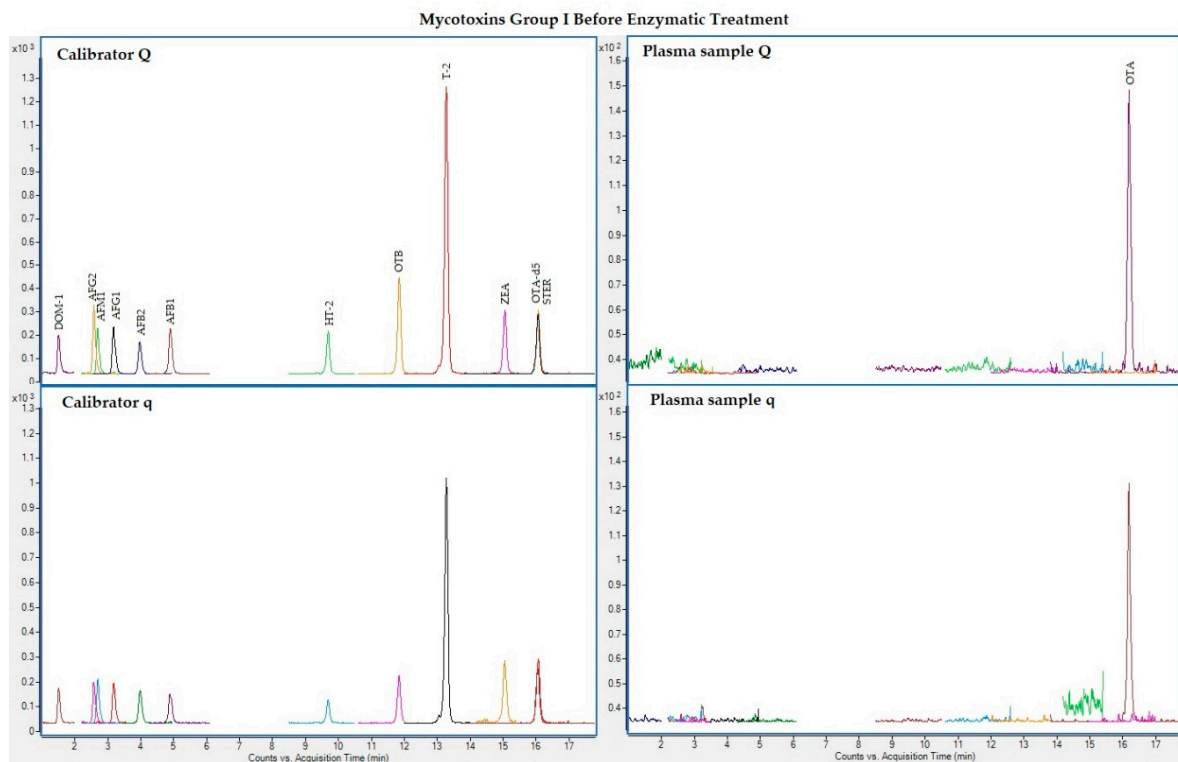 Mycotoxins Group I Before Enzymatic Treatment
x10³
Calibrator Q
1.3
1.2
1.1
1
0.9
0.8
0.7
0.6
0.5
0.4
0.3
0.2
0.1
0
DOM-1
AFG2
AFM1
AFG1
AFB2
AFB1
HT-2
OTB
T-2
ZEA
OTA-d5
STER
x10²
Plasma sample Q
1.6
1.5
1.4
1.3
1.2
1.1
1
0.9
0.8
0.7
0.6
0.5
0.4
OTA
x10³
Calibrator q
1.3
1.2
1.1
1
0.9
0.8
0.7
0.6
0.5
0.4
0.3
0.2
0.1
0
2 3 4 5 6 7 8 9 10 11 12 13 14 15 16 17
Counts vs. Acquisition Time (min)
x10²
Plasma sample q
1.6
1.5
1.4
1.3
1.2
1.1
1
0.9
0.8
0.7
0.6
0.5
0.4
2 3 4 5 6 7 8 9 10 11 12 13 14 15 16 17
Counts vs. Acquisition Time (min)